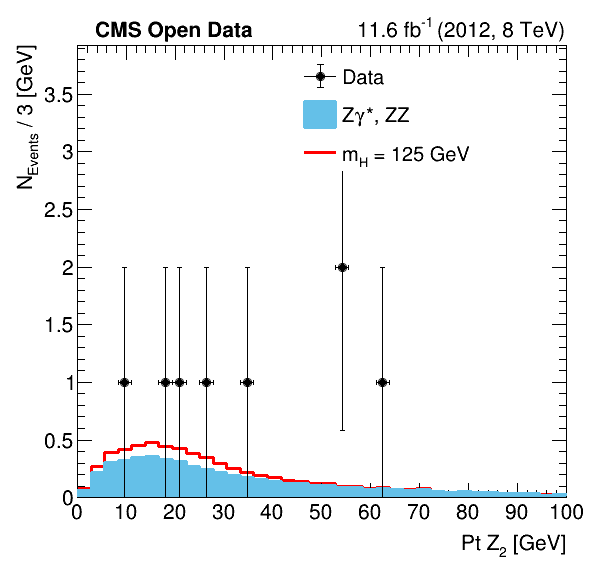 CMS Open Data
11.6 fb⁻¹ (2012, 8 TeV)
N_Events / 3 [GeV]
Data
Zγ*, ZZ
m_H = 125 GeV
3.5
3
2.5
2
1.5
1
0.5
0
0 10 20 30 40 50 60 70 80 90 100
Pt Z₂ [GeV]